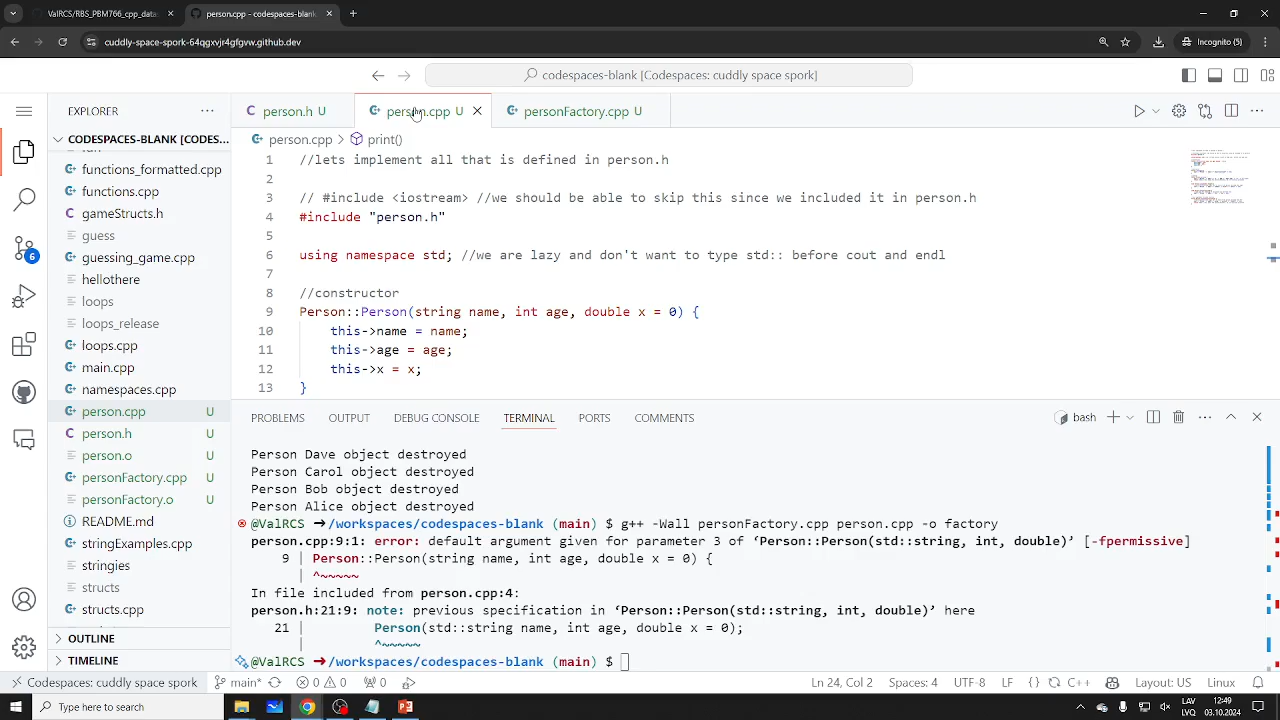 ValRCS/RBS_PBM766_cpp_data
person.cpp - codespaces-blank
cuddly-space-spork-64qgxvjr4gfgvw.github.dev
Incognito (5)
codespaces-blank [Codespaces: cuddly space spork]
EXPLORER
person.h U
person.cpp U
personFactory.cpp U
CODESPACES-BLANK [CODES...
functions_formatted.cpp
functions.cpp
gameStructs.h
guess
guessing_game.cpp
hellothere
loops
loops_release
loops.cpp
main.cpp
namespaces.cpp
person.cpp U
person.h U
person.o U
personFactory.cpp U
personFactory.o U
README.md
stringExamples.cpp
stringies
structs
structs.cpp
OUTLINE
TIMELINE
6
person.cpp > print()
1 //lets implement all that is defined in person.h
2
3 // #include <iostream> //we should be able to skip this since we included it in person.h
4 #include "person.h"
5
6 using namespace std; //we are lazy and don't want to type std:: before cout and endl
7
8 //constructor
9 Person::Person(string name, int age, double x = 0) {
10 this->name = name;
11 this->age = age;
12 this->x = x;
13 }
PROBLEMS OUTPUT DEBUG CONSOLE TERMINAL PORTS COMMENTS
bash
Person Dave object destroyed
Person Carol object destroyed
Person Bob object destroyed
Person Alice object destroyed
@ValRCS ➜/workspaces/codespaces-blank (main) $ g++ -Wall personFactory.cpp person.cpp -o factory
person.cpp:9:1: error: default argument given for parameter 3 of ‘Person::Person(std::string, int, double)’ [-fpermissive]
9 | Person::Person(string name, int age, double x = 0) {
| ^~~~~~
In file included from person.cpp:4:
person.h:21:9: note: previous specification in ‘Person::Person(std::string, int, double)’ here
21 | Person(std::string name, int age, double x = 0);
| ^~~~~~
@ValRCS ➜/workspaces/codespaces-blank (main) $
Codespaces: cuddly space spork main* 0 0 0 Ln 24, Col 2 Spaces: 4 UTF-8 LF {} C++ Layout: US Linux
Type here to search
LAV
12:49
03.10.2024